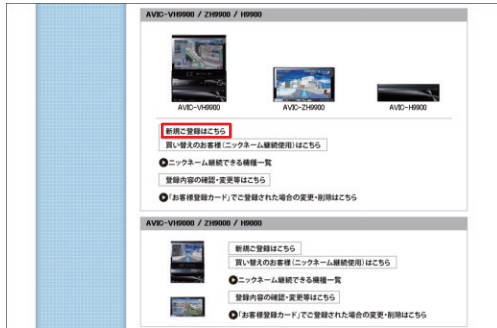 AVIC-VH9900 / ZH9900 / H9900
AVIC-VH9900
AVIC-ZH9900
AVIC-H9900
新規ご登録はこちら
買い替えのお客様(ニックネーム継続使用)はこちら
ニックネーム継続できる機種一覧
登録内容の確認・変更等はこちら
「お客様登録カード」でご登録された場合の変更・削除はこちら
AVIC-VH9000 / ZH9000 / H9000
新規ご登録はこちら
買い替えのお客様(ニックネーム継続使用)はこちら
ニックネーム継続できる機種一覧
登録内容の確認・変更等はこちら
「お客様登録カード」でご登録された場合の変更・削除はこちら